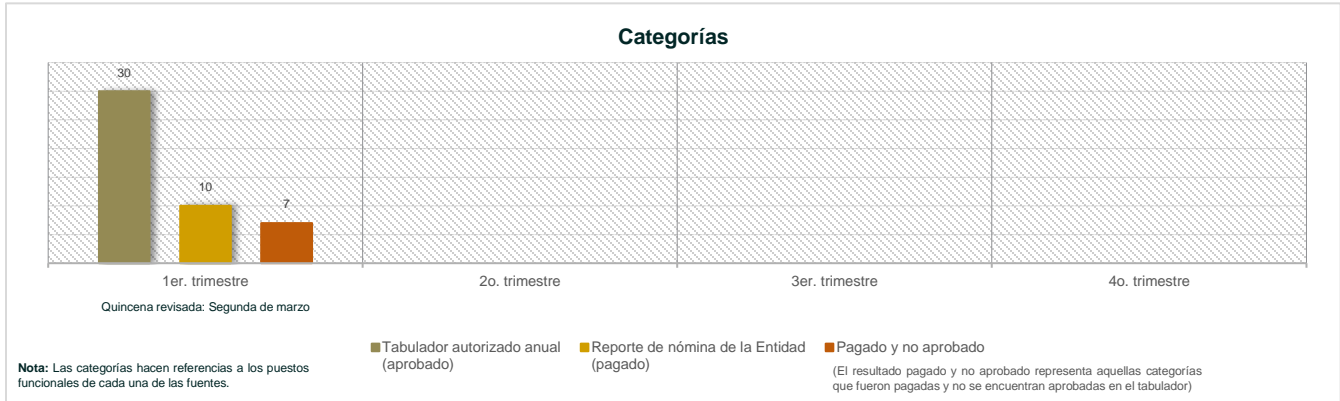 Categorías
30
10
7
1er. trimestre
2o. trimestre
3er. trimestre
4o. trimestre
Quincena revisada: Segunda de marzo
Tabulador autorizado anual
(aprobado)
Reporte de nómina de la Entidad
(pagado)
Pagado y no aprobado
(El resultado pagado y no aprobado representa aquellas categorías
que fueron pagadas y no se encuentran aprobadas en el tabulador)
Nota: Las categorías hacen referencias a los puestos
funcionales de cada una de las fuentes.